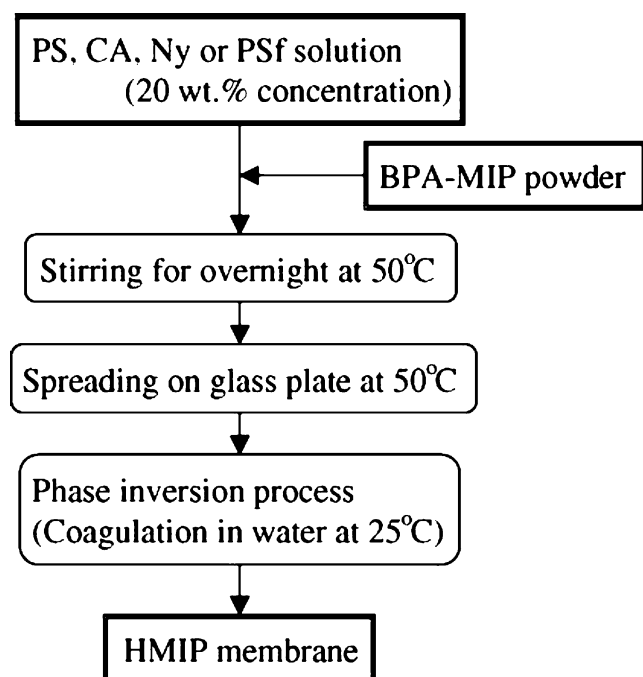 PS, CA, Ny or PSf solution
(20 wt.% concentration)
BPA-MIP powder
Stirring for overnight at 50°C
Spreading on glass plate at 50°C
Phase inversion process
(Coagulation in water at 25°C)
HMIP membrane